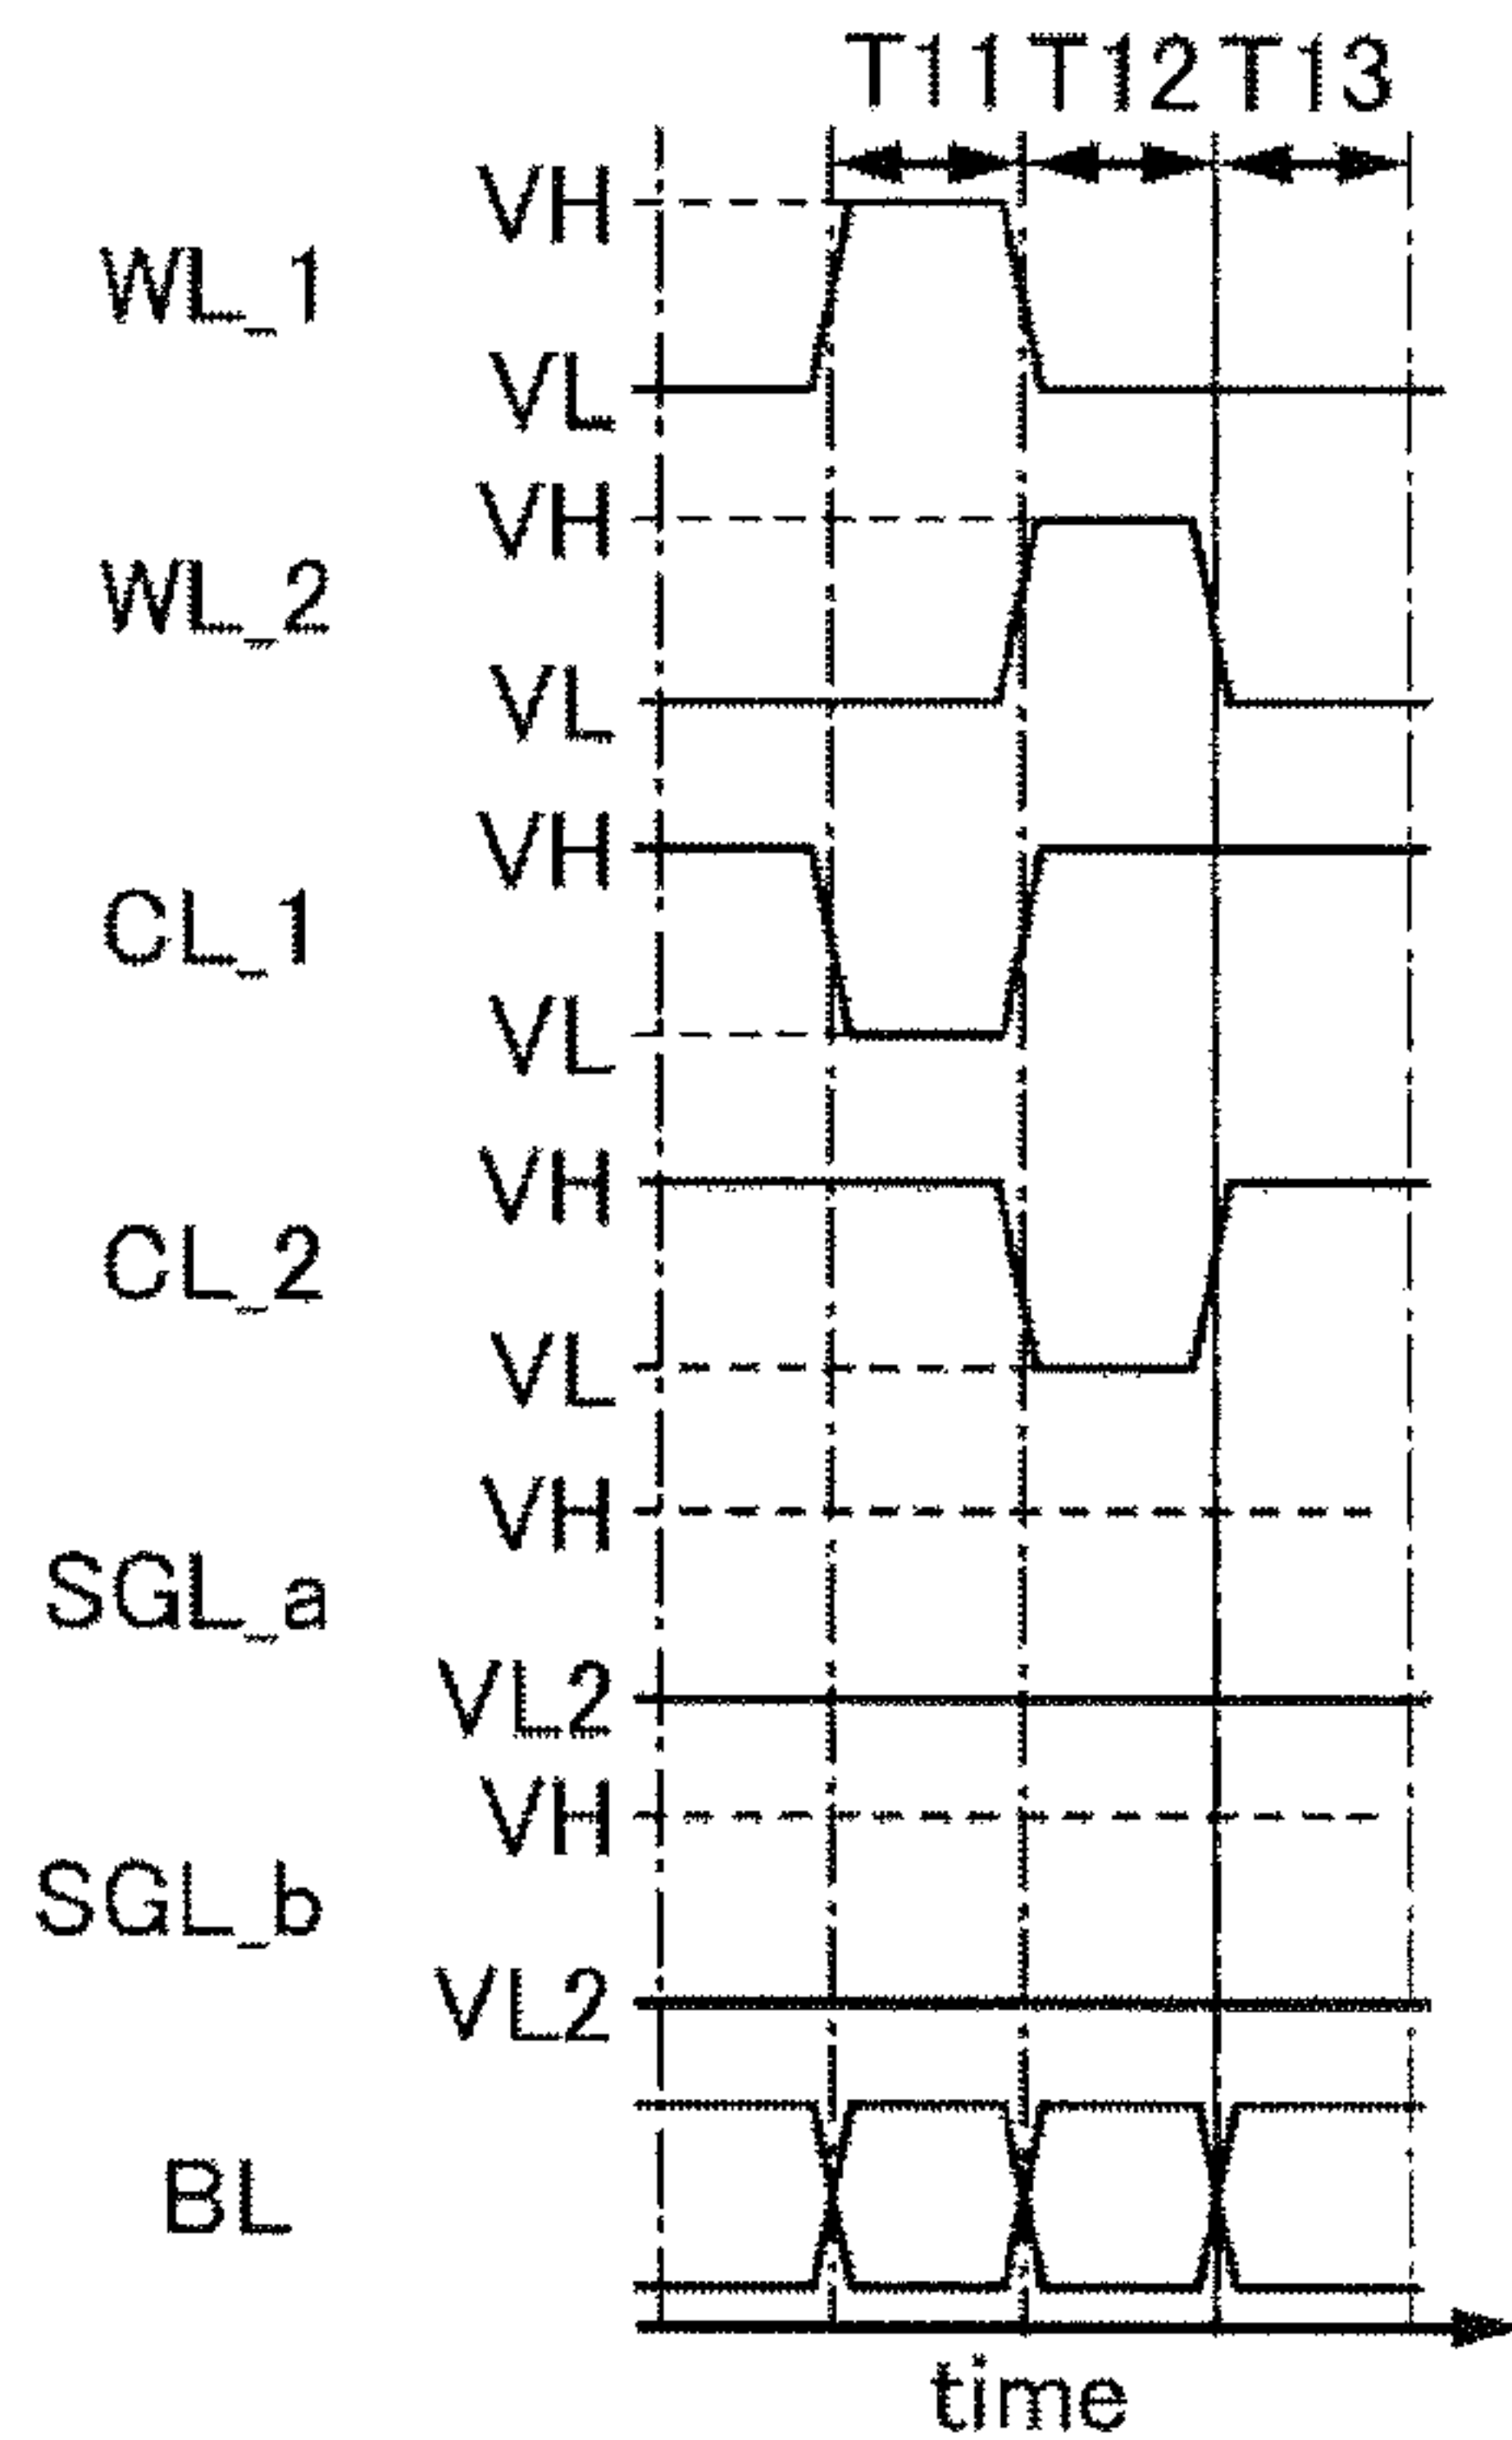 T11 T12 T13
VH
WL_1
VL
VH
WL_2
VL
VH
CL_1
VL
VH
CL_2
VL
VH
SGL_a
VL2
VH
SGL_b
VL2
BL
time